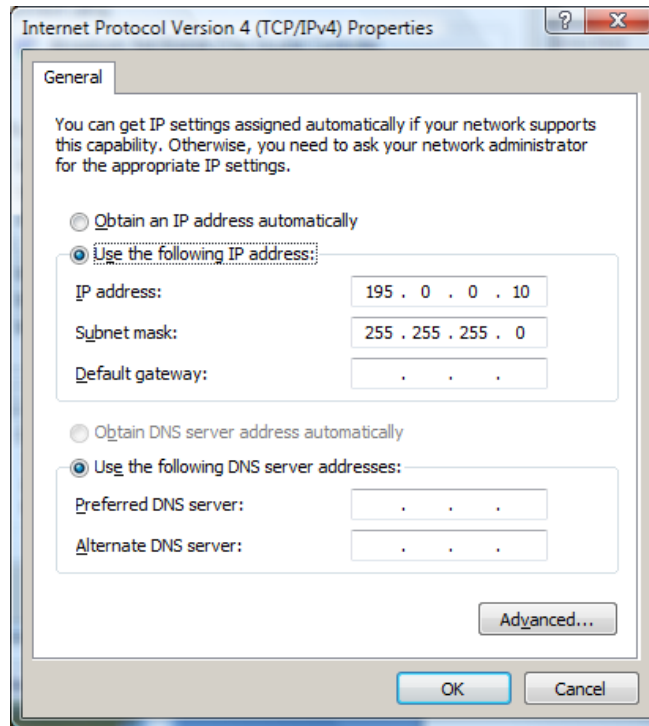 Internet Protocol Version 4 (TCP/IPv4) Properties
?
X
General
You can get IP settings assigned automatically if your network supports
this capability. Otherwise, you need to ask your network administrator
for the appropriate IP settings.
Obtain an IP address automatically
Use the following IP address:
IP address: 195 . 0 . 0 . 10
Subnet mask: 255 . 255 . 255 . 0
Default gateway: . . .
Obtain DNS server address automatically
Use the following DNS server addresses:
Preferred DNS server: . . .
Alternate DNS server: . . .
Advanced...
OK Cancel